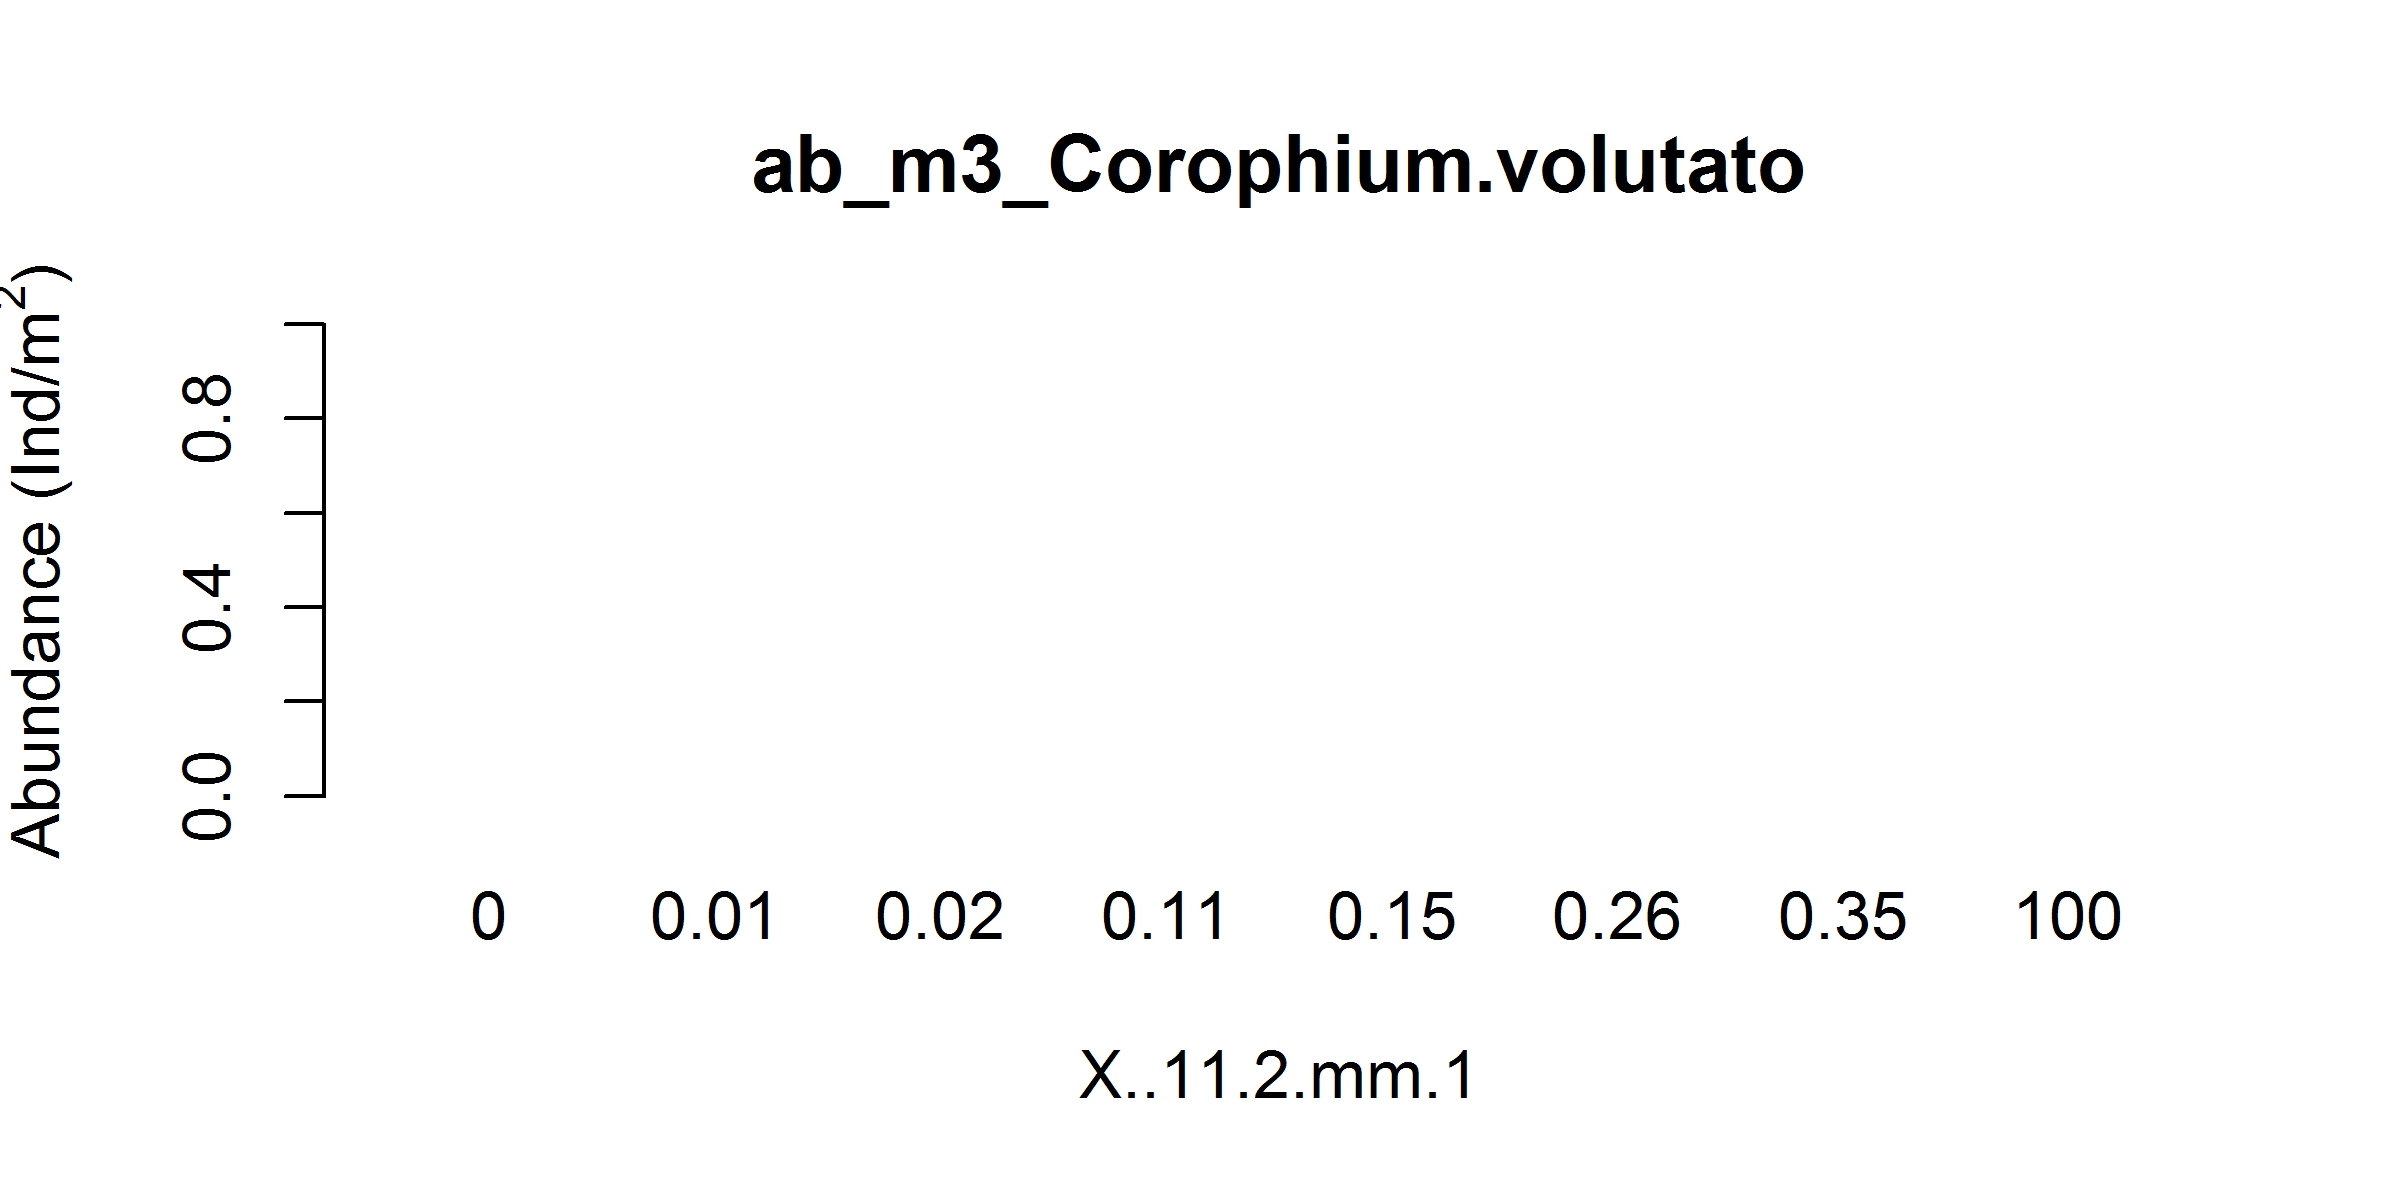 ab_m3_Corophium.volutato
Abundance (Ind/m²)
0.8
0.4
0.0
0 0.01 0.02 0.11 0.15 0.26 0.35 100
X..11.2.mm.1